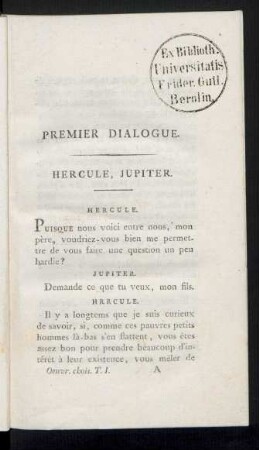 Ex Biblioth.
Universitatis
Frider. Guil.
Berolin.
PREMIER DIALOGUE.
HERCULE, JUPITER.
HERCULE.
PUISQUE nous voici entre nous, mon
père, voudriez-vous bien me permet-
tre de vous faire une question un peu
hardie?
JUPITER.
Demande ce que tu veux, mon fils.
HERCULE.
Il y a longtems que je suis curieux
de savoir, si, comme ces pauvres petits
hommes là-bas s'en flattent, vous êtes
assez bon pour prendre beaucoup d'in-
térêt à leur existence, vous mêler de
Oeuvr. chois. T. I. A